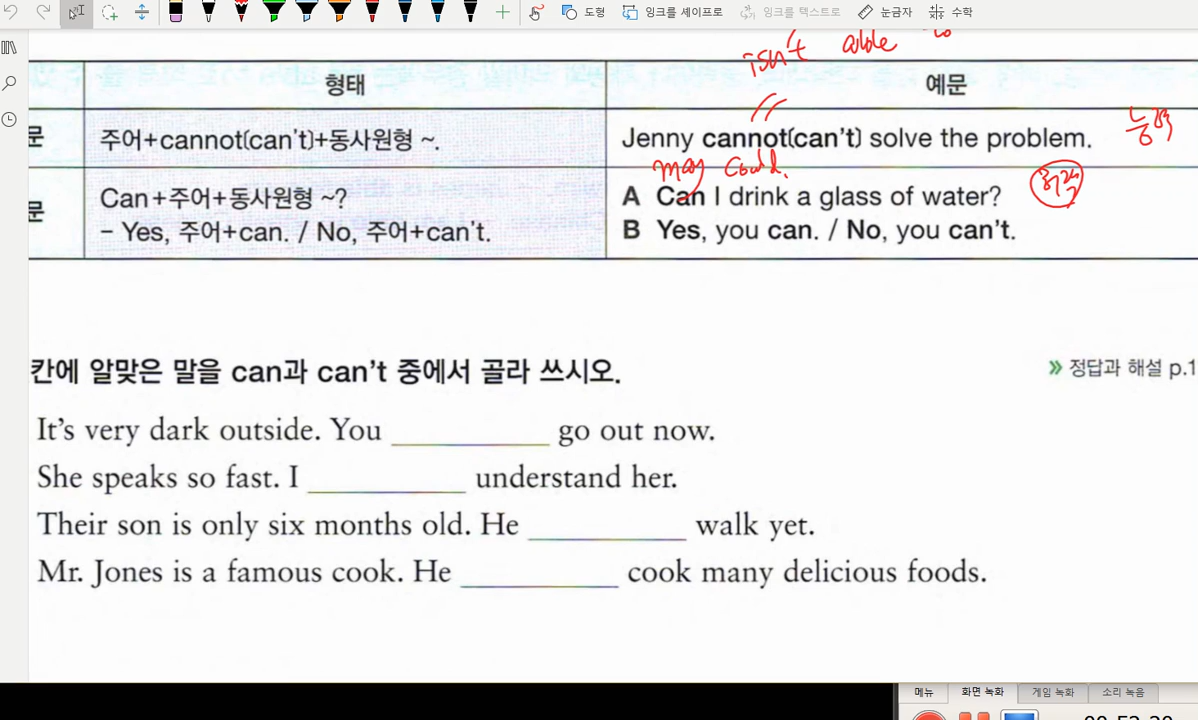 도형 잉크를 셰이프로 잉크를 텍스트로 눈금자 수학
isn't able to
형태 예문
문 주어+cannot(can't)+동사원형 ~. Jenny cannot(can't) solve the problem. 능력
may could.
Can+주어+동사원형 ~? A Can I drink a glass of water? 허락
문 – Yes, 주어+can. / No, 주어+can't. B Yes, you can. / No, you can't.
칸에 알맞은 말을 can과 can't 중에서 골라 쓰시오. 정답과 해설 p.1
It's very dark outside. You __________ go out now.
She speaks so fast. I __________ understand her.
Their son is only six months old. He __________ walk yet.
Mr. Jones is a famous cook. He __________ cook many delicious foods.
메뉴 화면 녹화 게임 녹화 소리 녹음